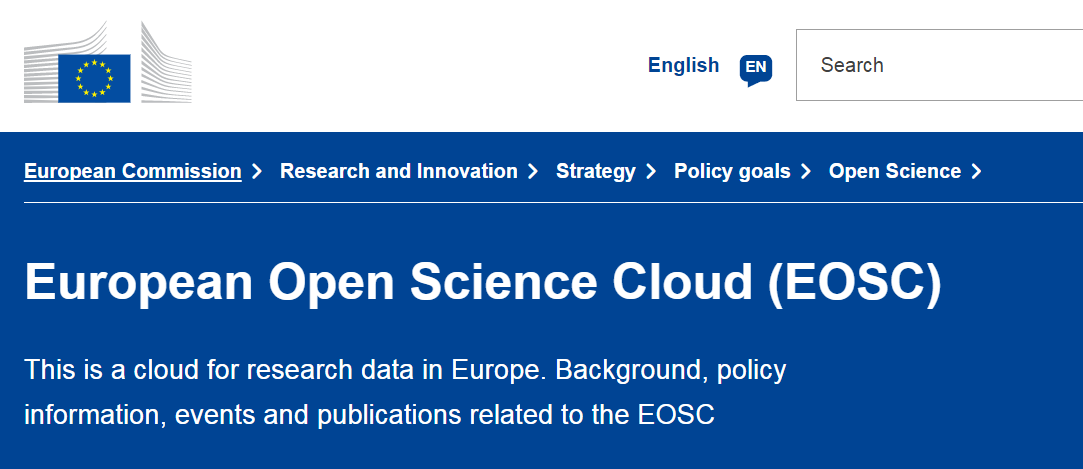 English EN Search
European Commission > Research and Innovation > Strategy > Policy goals > Open Science >
European Open Science Cloud (EOSC)
This is a cloud for research data in Europe. Background, policy
information, events and publications related to the EOSC